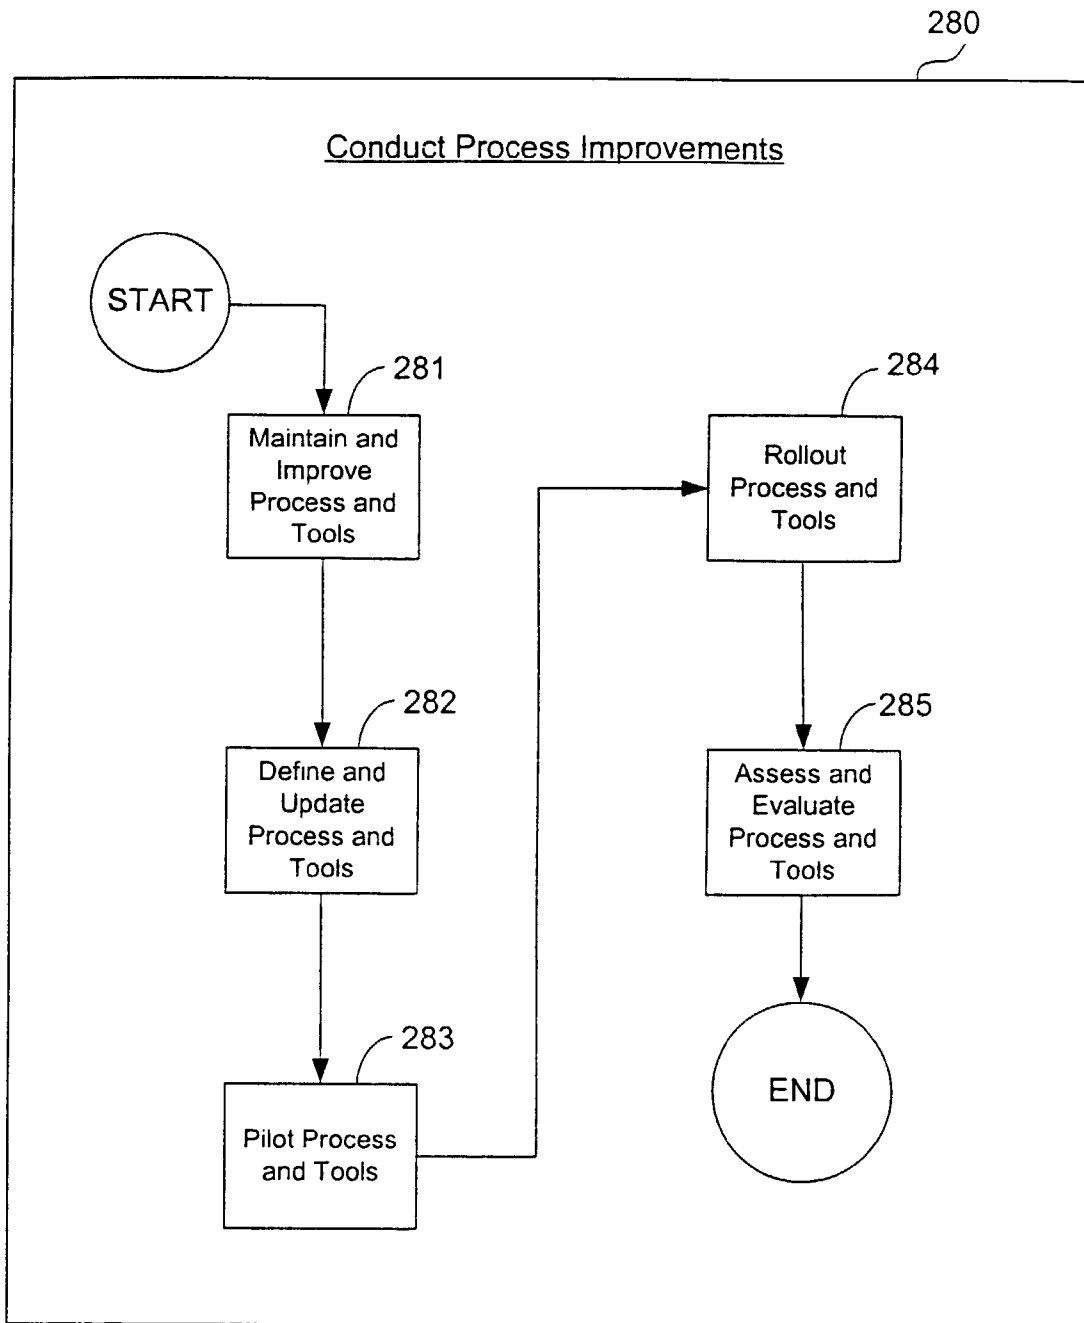 280
Conduct Process Improvements
START
281
Maintain and
Improve
Process and
Tools
282
Define and
Update
Process and
Tools
283
Pilot Process
and Tools
284
Rollout
Process and
Tools
285
Assess and
Evaluate
Process and
Tools
END